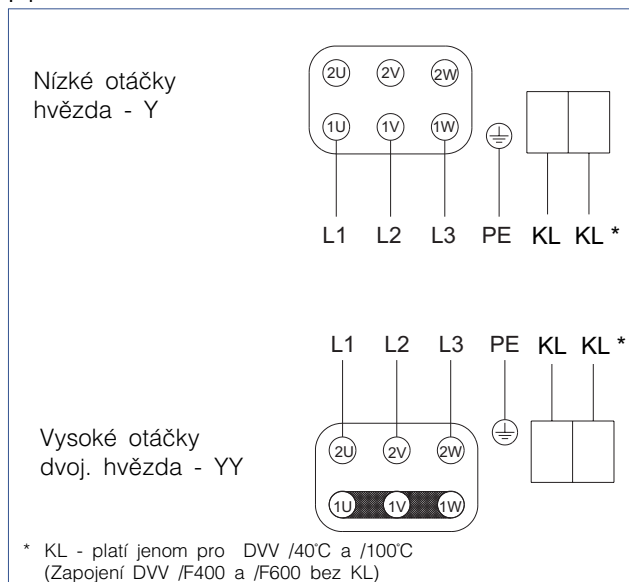 Nízké otáčky
hvězda - Y
2U 2V 2W
1U 1V 1W
L1 L2 L3 PE KL KL *
L1 L2 L3 PE KL KL *
Vysoké otáčky
dvoj. hvězda - YY
2U 2V 2W
1U 1V 1W
* KL - platí jenom pro DVV /40°C a /100°C
(Zapojení DVV /F400 a /F600 bez KL)